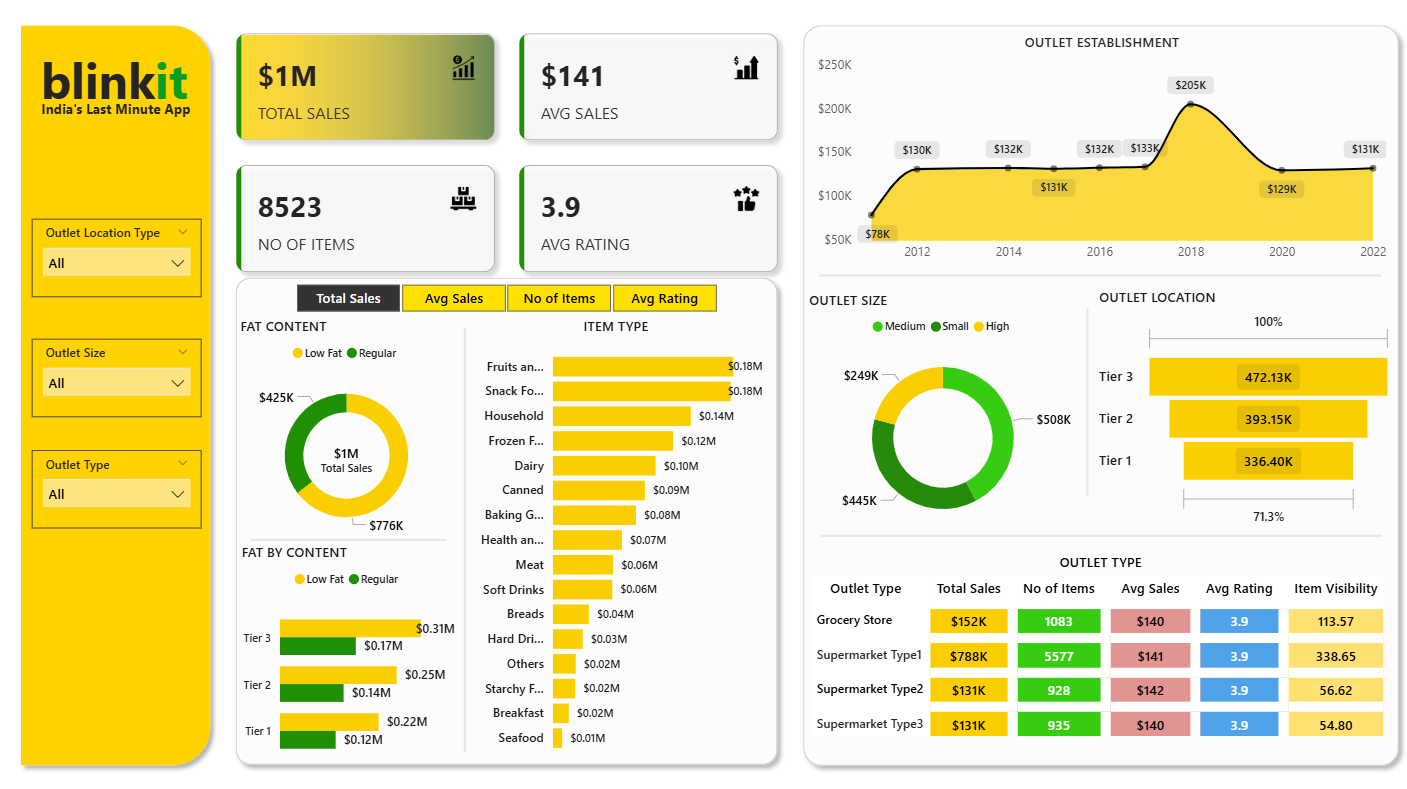 blinkit
India's Last Minute App
Outlet Location Type
All
Outlet Size
All
Outlet Type
All
$1M
TOTAL SALES
$141
AVG SALES
8523
NO OF ITEMS
3.9
AVG RATING
Total Sales
Avg Sales
No of Items
Avg Rating
FAT CONTENT
Low Fat Regular
$425K
$1M
Total Sales
$776K
FAT BY CONTENT
Low Fat Regular
Tier 3 $0.31M
$0.17M
Tier 2 $0.25M
$0.14M
Tier 1 $0.22M
$0.12M
ITEM TYPE
Fruits an... $0.18M
Snack Fo... $0.18M
Household $0.14M
Frozen F... $0.12M
Dairy $0.10M
Canned $0.09M
Baking G... $0.08M
Health an... $0.07M
Meat $0.06M
Soft Drinks $0.06M
Breads $0.04M
Hard Dri... $0.03M
Others $0.02M
Starchy F... $0.02M
Breakfast $0.02M
Seafood $0.01M
OUTLET ESTABLISHMENT
$250K
$200K
$150K
$100K
$50K
$78K
$130K
$132K
$131K
$132K
$133K
$205K
$129K
$131K
2012 2014 2016 2018 2020 2022
OUTLET SIZE
Medium Small High
$249K
$508K
$445K
OUTLET LOCATION
100%
Tier 3 472.13K
Tier 2 393.15K
Tier 1 336.40K
71.3%
OUTLET TYPE
Outlet Type Total Sales No of Items Avg Sales Avg Rating Item Visibility
Grocery Store $152K 1083 $140 3.9 113.57
Supermarket Type1 $788K 5577 $141 3.9 338.65
Supermarket Type2 $131K 928 $142 3.9 56.62
Supermarket Type3 $131K 935 $140 3.9 54.80